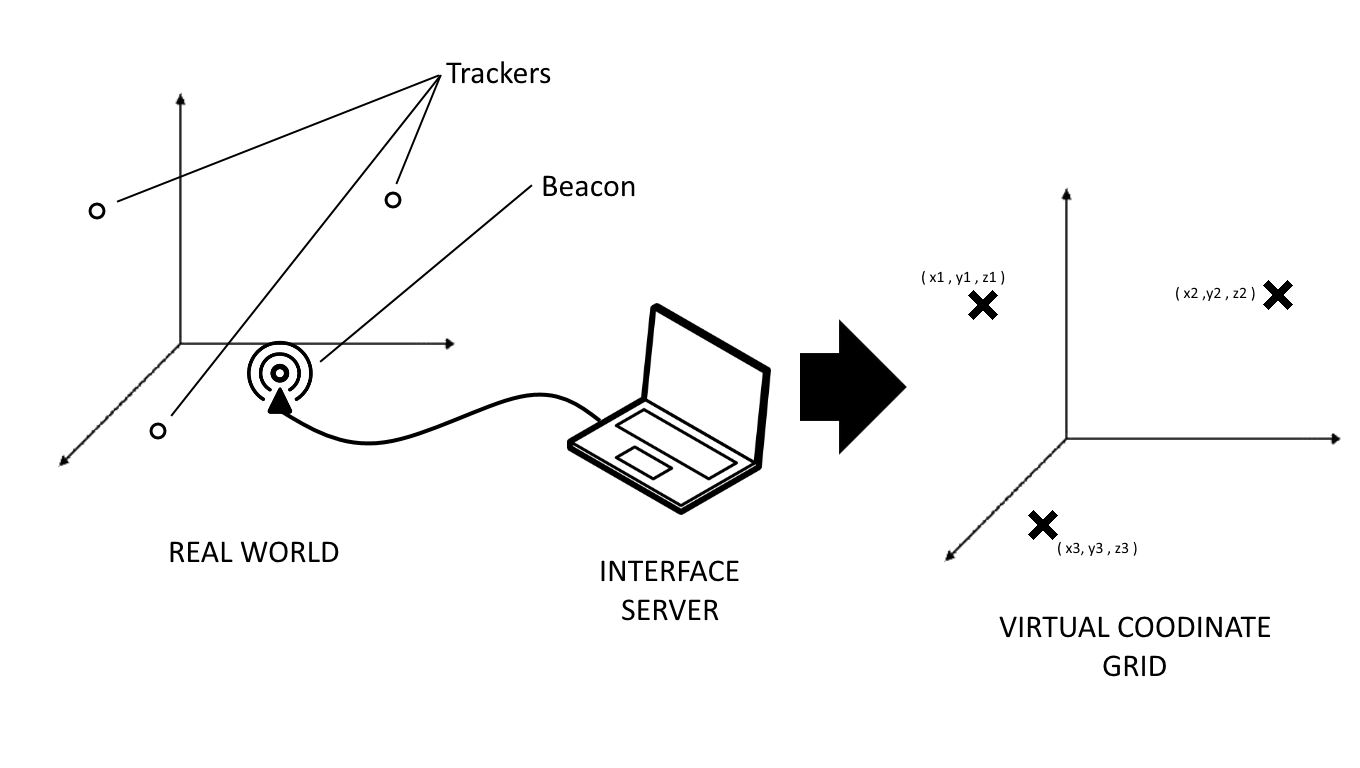 Trackers
Beacon
( x1 , y1 , z1 )
( x2 ,y2 , z2 )
( x3, y3 , z3 )
REAL WORLD
INTERFACE
SERVER
VIRTUAL COODINATE
GRID